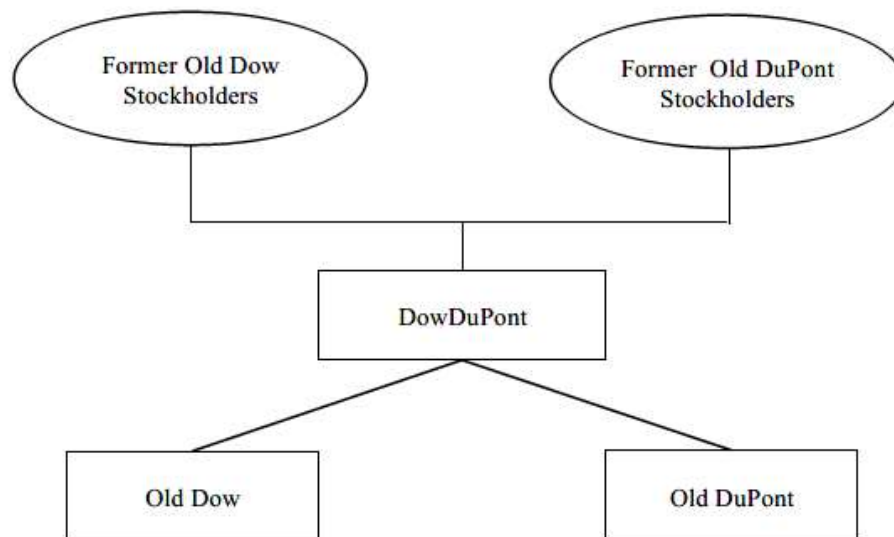 Former Old Dow
Stockholders
Former Old DuPont
Stockholders
DowDuPont
Old Dow
Old DuPont